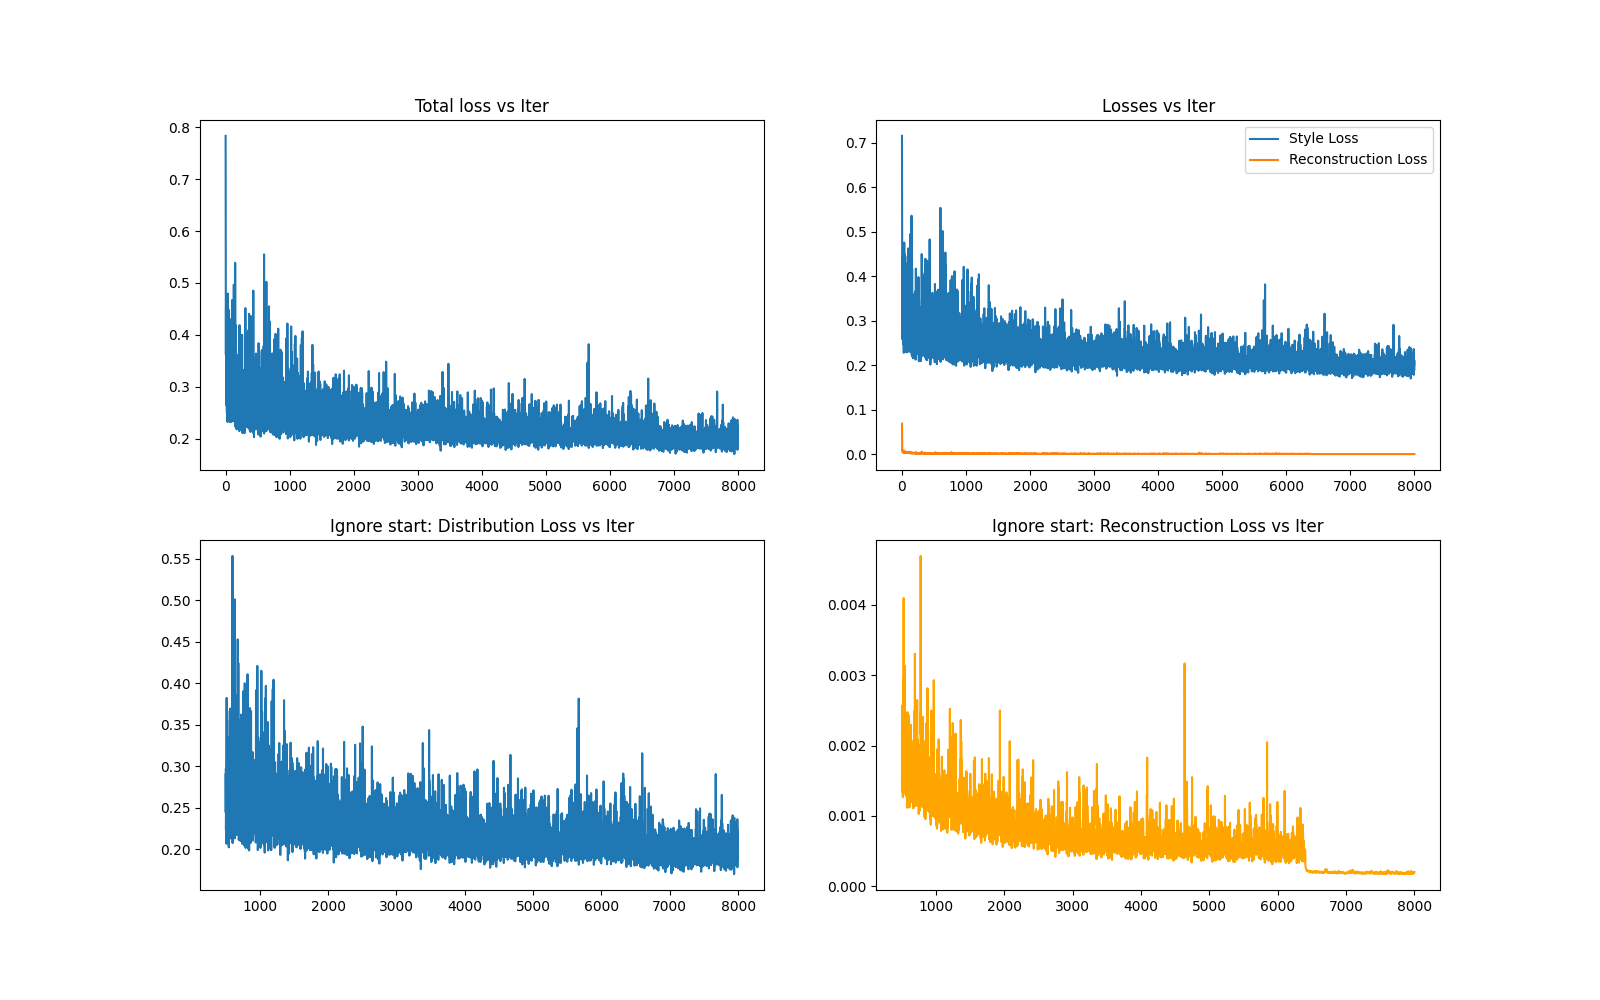 Total loss vs Iter
0.8
0.7
0.6
0.5
0.4
0.3
0.2
0 1000 2000 3000 4000 5000 6000 7000 8000
Losses vs Iter
Style Loss
Reconstruction Loss
0.7
0.6
0.5
0.4
0.3
0.2
0.1
0.0
0 1000 2000 3000 4000 5000 6000 7000 8000
Ignore start: Distribution Loss vs Iter
0.55
0.50
0.45
0.40
0.35
0.30
0.25
0.20
1000 2000 3000 4000 5000 6000 7000 8000
Ignore start: Reconstruction Loss vs Iter
0.004
0.003
0.002
0.001
0.000
1000 2000 3000 4000 5000 6000 7000 8000